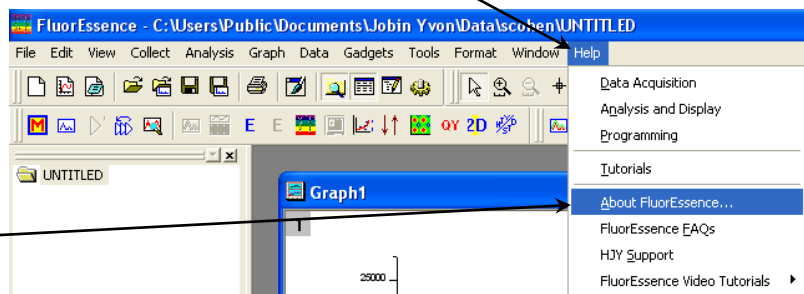 FluorEssence - C:\Users\Public\Documents\Jobin Yvon\Data\scohen\UNTITLED
File Edit View Collect Analysis Graph Data Gadgets Tools Format Window Help
M E E QY 2D
UNTITLED
Graph1
1
25000
Data Acquisition
Analysis and Display
Programming
Tutorials
About FluorEssence...
FluorEssence FAQs
HJY Support
FluorEssence Video Tutorials